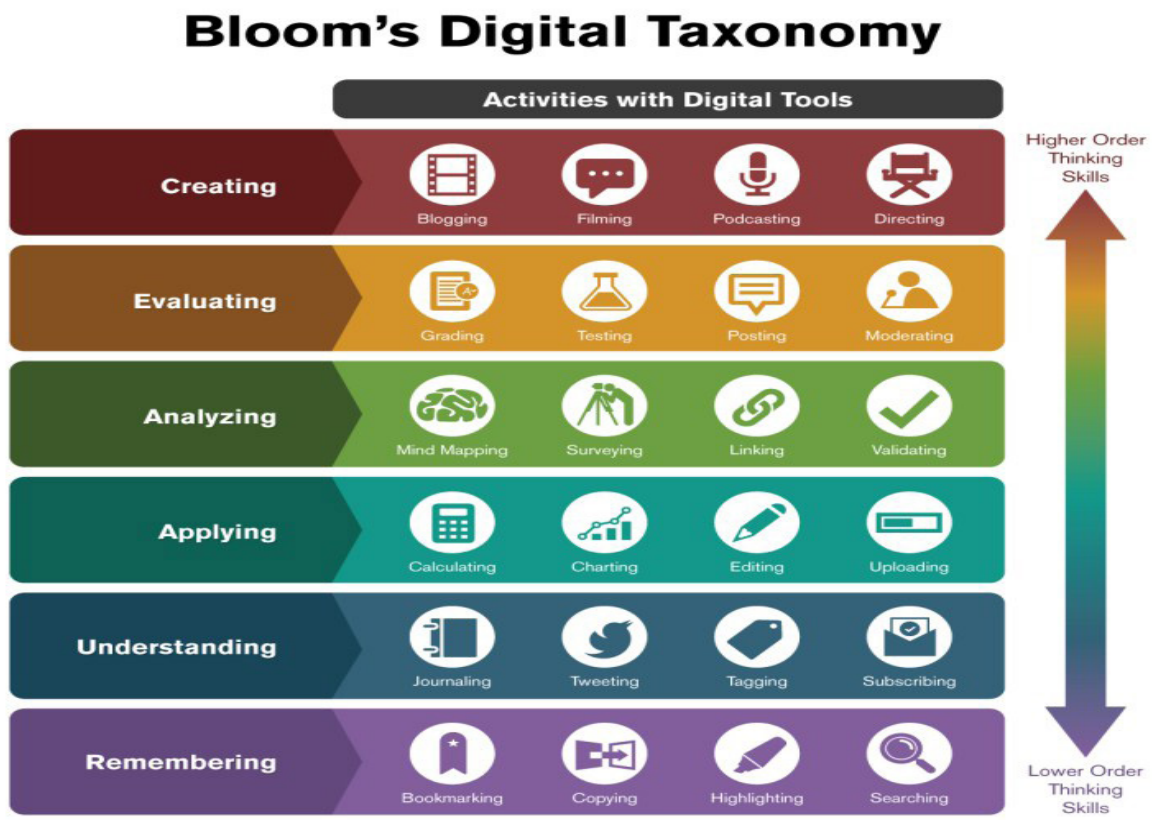 Bloom's Digital Taxonomy
Activities with Digital Tools
Creating
Blogging Filming Podcasting Directing
Higher Order
Thinking
Skills
Evaluating
A+
Grading Testing Posting Moderating
Analyzing
Mind Mapping Surveying Linking Validating
Applying
Calculating Charting Editing Uploading
Understanding
Journaling Tweeting Tagging Subscribing
Remembering
Bookmarking Copying Highlighting Searching
Lower Order
Thinking
Skills